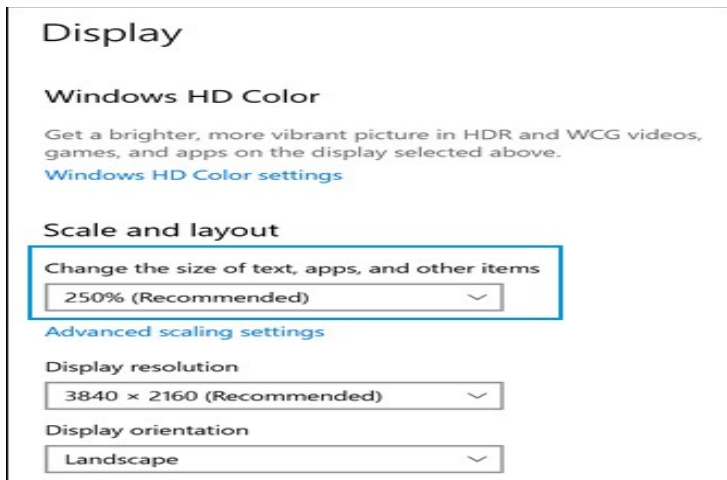 Display
Windows HD Color
Get a brighter, more vibrant picture in HDR and WCG videos,
games, and apps on the display selected above.
Windows HD Color settings
Scale and layout
Change the size of text, apps, and other items
250% (Recommended)
Advanced scaling settings
Display resolution
3840 × 2160 (Recommended)
Display orientation
Landscape